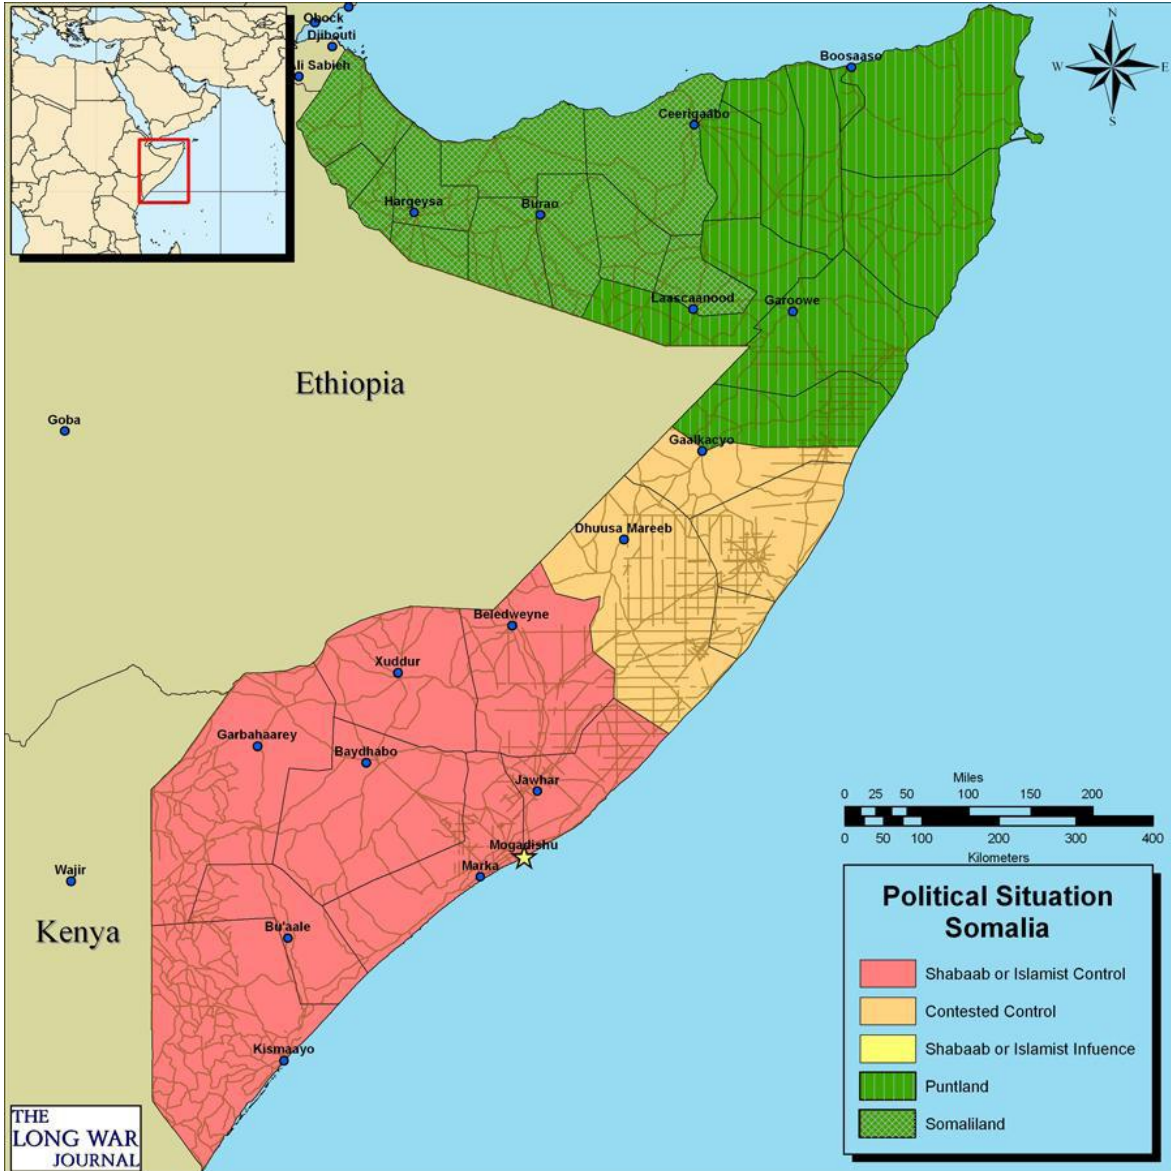 Obock
Djibouti
Ali Sabieh
Boosaaso
N
W
E
S
Ceerigaabo
Hargeysa
Burao
Laascaanood
Garoowe
Ethiopia
Goba
Gaalkacyo
Dhuusa Mareeb
Beledweyne
Xuddur
Garbahaarey
Baydhabo
Jawhar
Mogadishu
Marka
Wajir
Kenya
Bu'aale
Kismaayo
Miles
0 25 50 100 150 200
0 50 100 200 300 400
Kilometers
Political Situation
Somalia
Shabaab or Islamist Control
Contested Control
Shabaab or Islamist Infuence
Puntland
Somaliland
THE
LONG WAR
JOURNAL